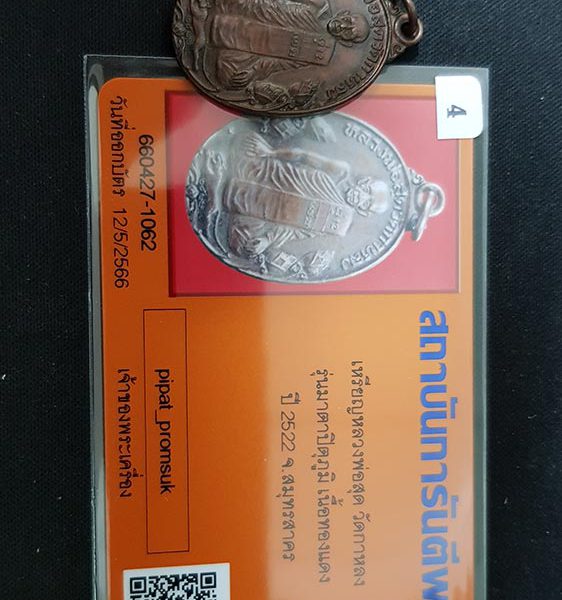 4
สถาบันการันตีพ
เหรียญหลวงพ่อสุด วัดกาหลง
รุ่นมาตาปิตุภูมิ เนื้อทองแดง
ปี 2522 จ.สมุทรสาคร
660427-1062
วันที่ออกบัตร 12/5/2566
pipat_promsuk
เจ้าของพระเครื่อง